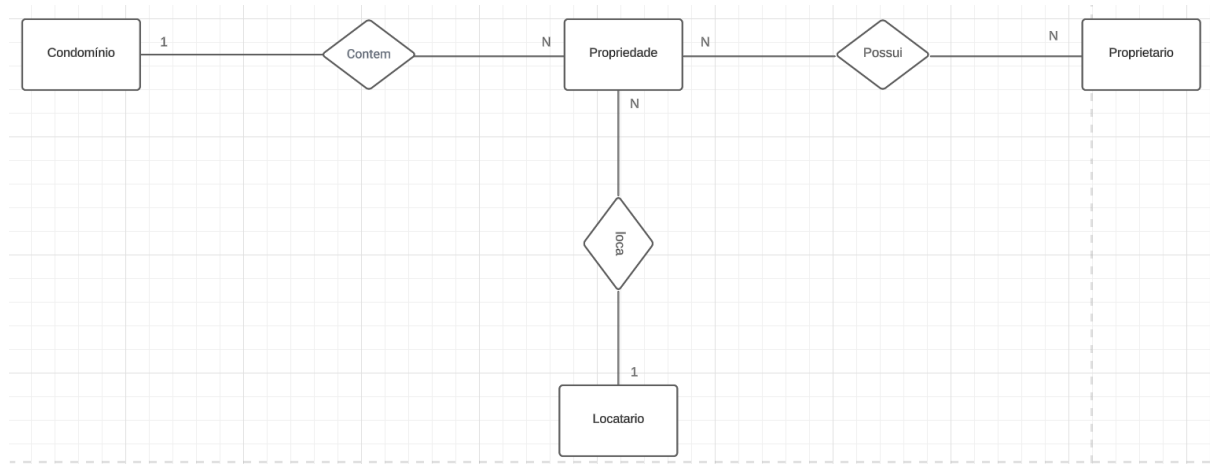 Condomínio
1
Contem
N
Propriedade
N
Possui
N
Proprietario
N
loca
1
Locatario